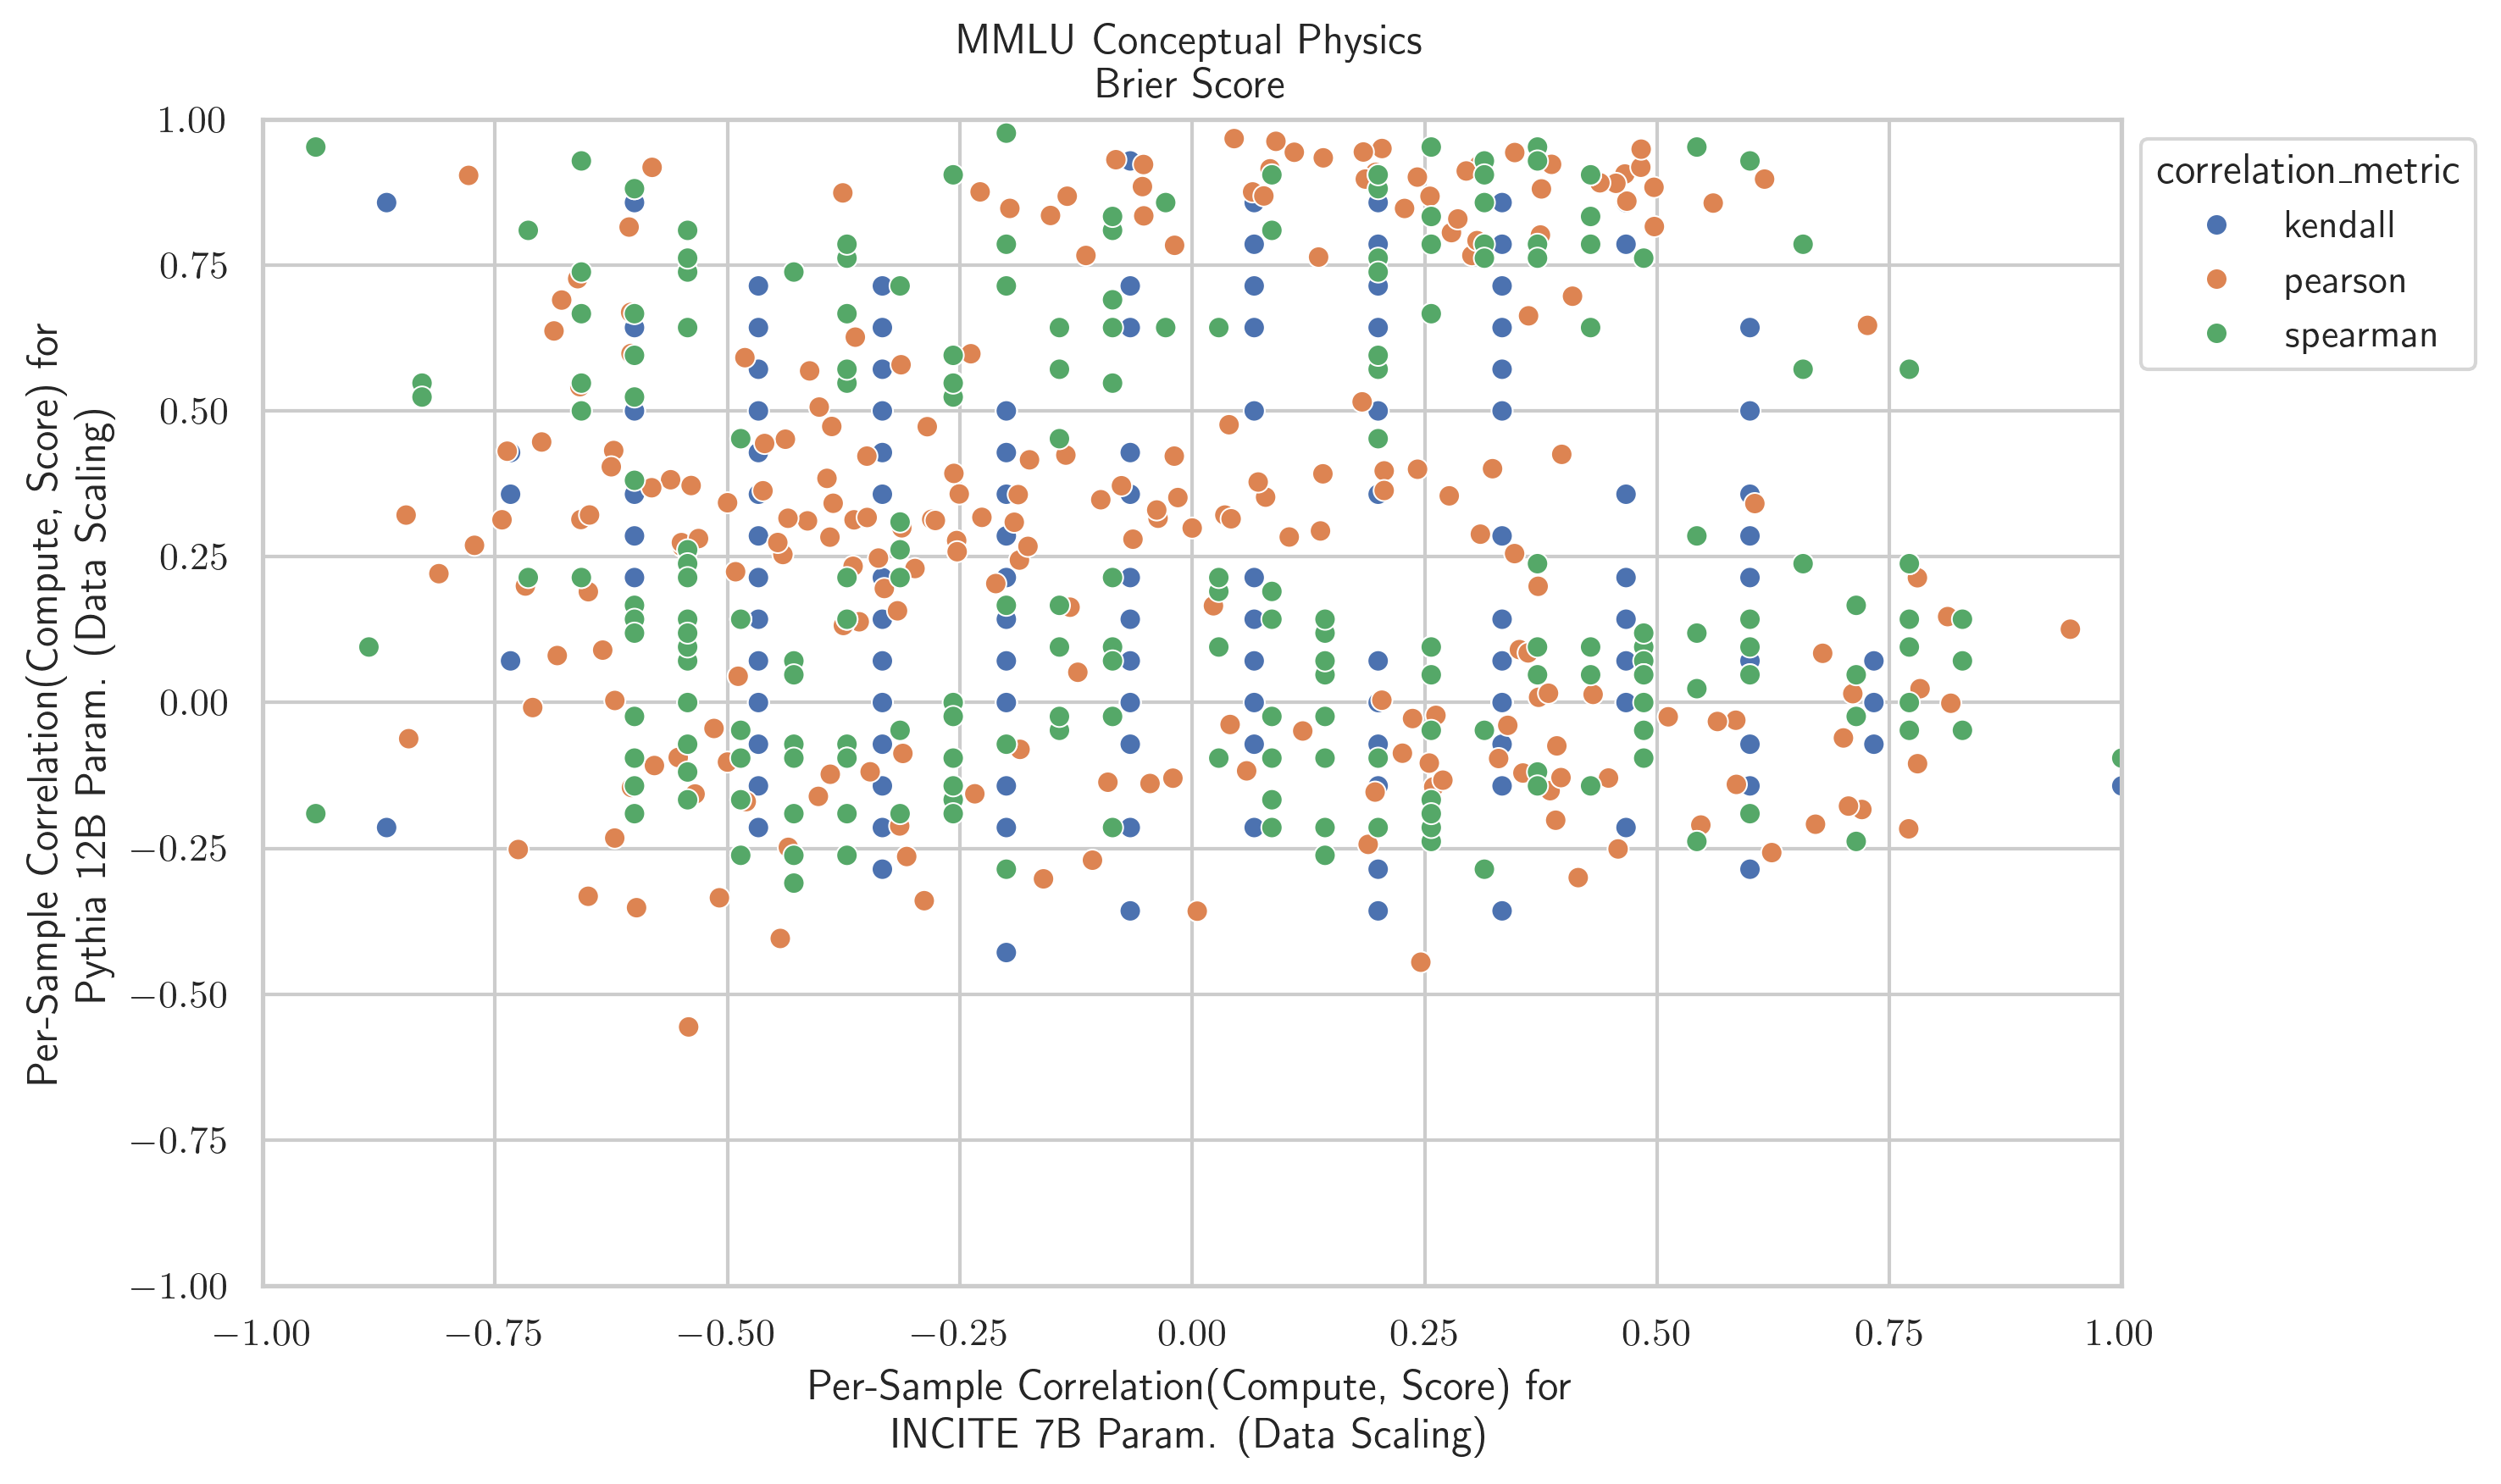 MMLU Conceptual Physics
Brier Score
Per-Sample Correlation(Compute, Score) for
Pythia 12B Param. (Data Scaling)
1.00
0.75
0.50
0.25
0.00
−0.25
−0.50
−0.75
−1.00
correlation_metric
kendall
pearson
spearman
−1.00 −0.75 −0.50 −0.25 0.00 0.25 0.50 0.75 1.00
Per-Sample Correlation(Compute, Score) for
INCITE 7B Param. (Data Scaling)